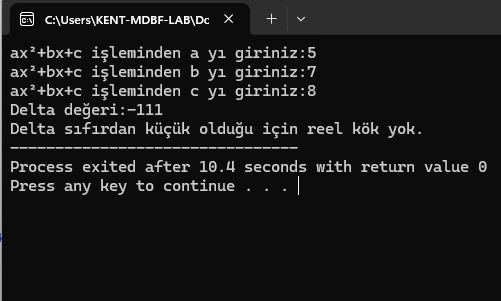 C:\Users\KENT-MDBF-LAB\Dc
ax²+bx+c işleminden a yı giriniz:5
ax²+bx+c işleminden b yı giriniz:7
ax²+bx+c işleminden c yı giriniz:8
Delta değeri:-111
Delta sıfırdan küçük olduğu için reel kök yok.
--------------------------------
Process exited after 10.4 seconds with return value 0
Press any key to continue . . .